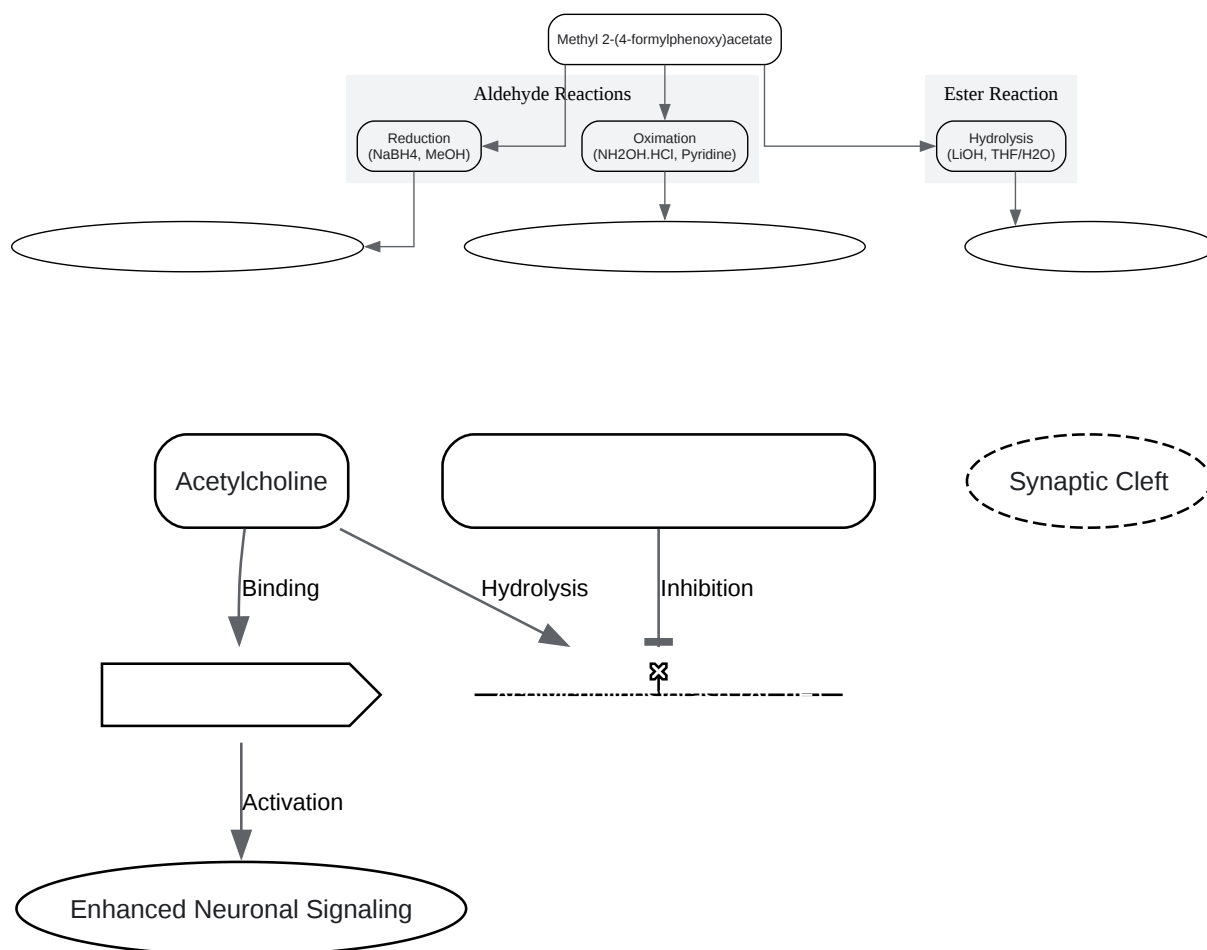 Methyl 2-(4-formylphenoxy)acetate
Aldehyde Reactions
Ester Reaction
Reduction
(NaBH4, MeOH)
Oximation
(NH2OH.HCl, Pyridine)
Hydrolysis
(LiOH, THF/H2O)
Acetylcholine
Synaptic Cleft
Binding
Hydrolysis
Inhibition
Activation
Enhanced Neuronal Signaling